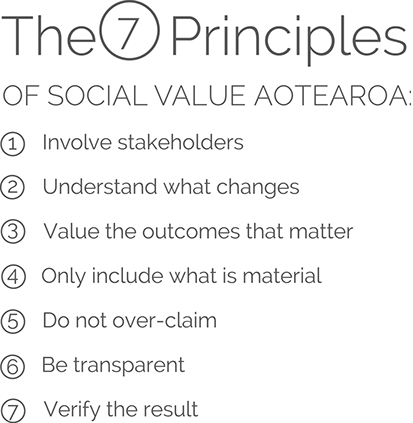 The 7 Principles
OF SOCIAL VALUE AOTEAROA:
1 Involve stakeholders
2 Understand what changes
3 Value the outcomes that matter
4 Only include what is material
5 Do not over-claim
6 Be transparent
7 Verify the result